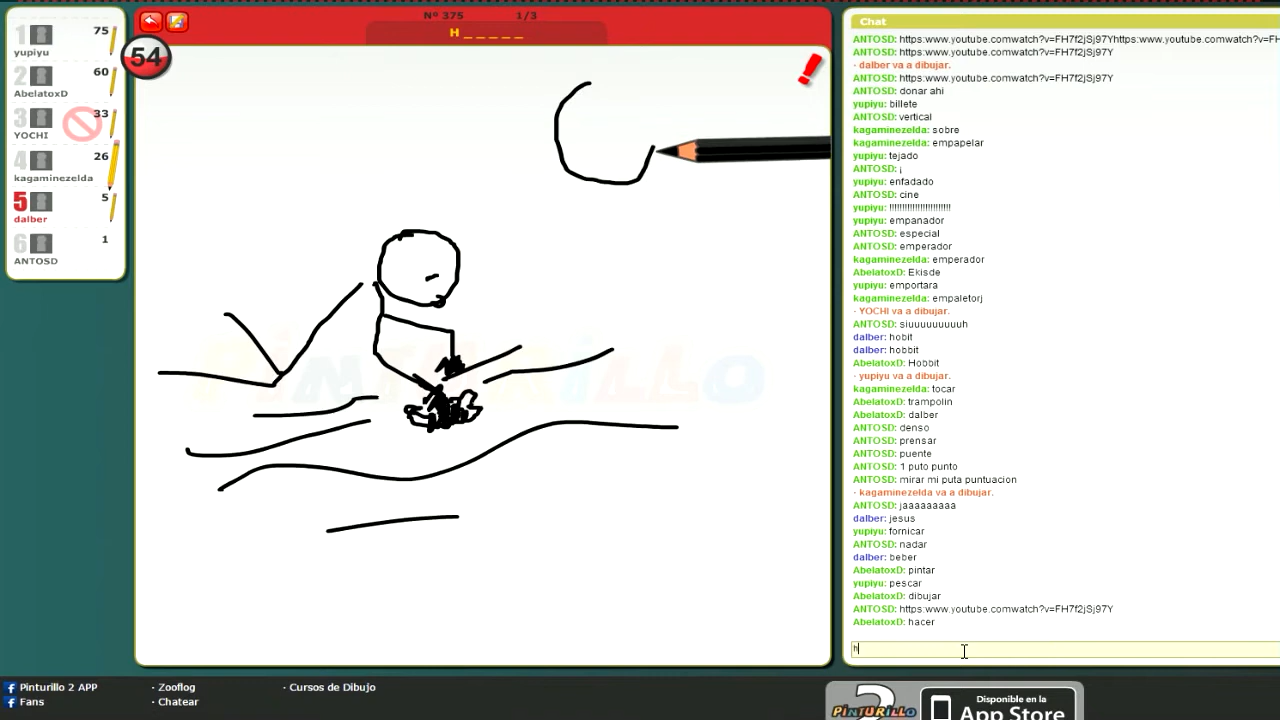 1 75
yupiyu
2 60
AbelatoxD
3 33
YOCHI
4 26
kagaminezelda
5 5
dalber
6 1
ANTOSD
54
Nº 375 1/3
H _ _ _ _ _
PINTURILLO
Chat
ANTOSD: https:www.youtube.comwatch?v=FH7f2jSj97Yhttps:www.youtube.comwatch?v=FH
ANTOSD: https:www.youtube.comwatch?v=FH7f2jSj97Y
· dalber va a dibujar.
ANTOSD: https:www.youtube.comwatch?v=FH7f2jSj97Y
ANTOSD: donar ahi
yupiyu: billete
ANTOSD: vertical
kagaminezelda: sobre
kagaminezelda: empapelar
yupiyu: tejado
ANTOSD: ¡
yupiyu: enfadado
ANTOSD: cine
yupiyu: !!!!!!!!!!!!!!!!!!!!!!!!
yupiyu: empanador
ANTOSD: especial
ANTOSD: emperador
kagaminezelda: emperador
AbelatoxD: Ekisde
yupiyu: emportara
kagaminezelda: empaletorj
· YOCHI va a dibujar.
ANTOSD: siuuuuuuuuuh
dalber: hobit
dalber: hobbit
AbelatoxD: Hobbit
· yupiyu va a dibujar.
kagaminezelda: tocar
AbelatoxD: trampolin
AbelatoxD: dalber
ANTOSD: denso
ANTOSD: prensar
ANTOSD: puente
ANTOSD: 1 puto punto
ANTOSD: mirar mi puta puntuacion
· kagaminezelda va a dibujar.
ANTOSD: jaaaaaaaaa
dalber: jesus
yupiyu: fornicar
ANTOSD: nadar
dalber: beber
AbelatoxD: pintar
yupiyu: pescar
AbelatoxD: dibujar
ANTOSD: https:www.youtube.comwatch?v=FH7f2jSj97Y
AbelatoxD: hacer
h
Pinturillo 2 APP · Zooflog · Cursos de Dibujo
Fans · Chatear
PINTURILLO 2
Disponible en la
App Store